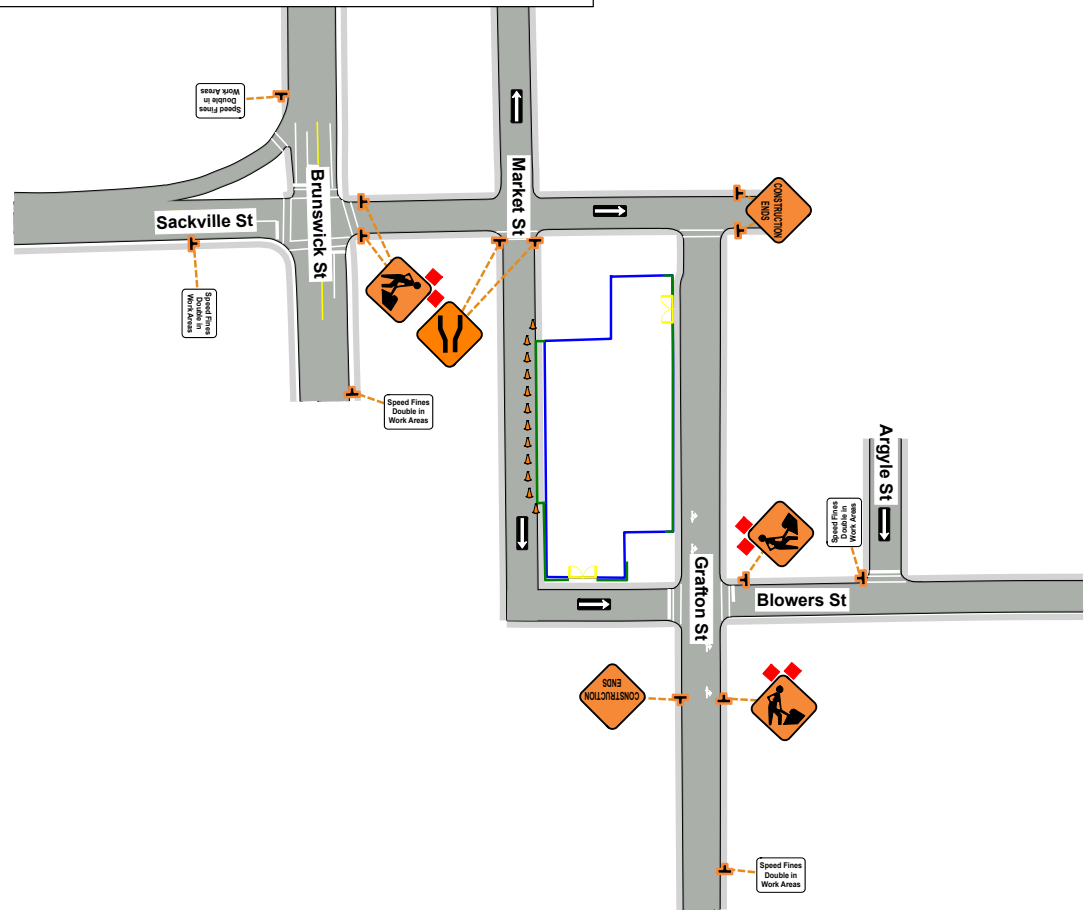 Speed Fines
Double in
Work Areas
Market St
Brunswick St
Sackville St
CONSTRUCTION
ENDS
Speed Fines
Double in
Work Areas
Speed Fines
Double in
Work Areas
Argyle St
Speed Fines
Double in
Work Areas
Grafton St
Blowers St
CONSTRUCTION
ENDS
Speed Fines
Double in
Work Areas